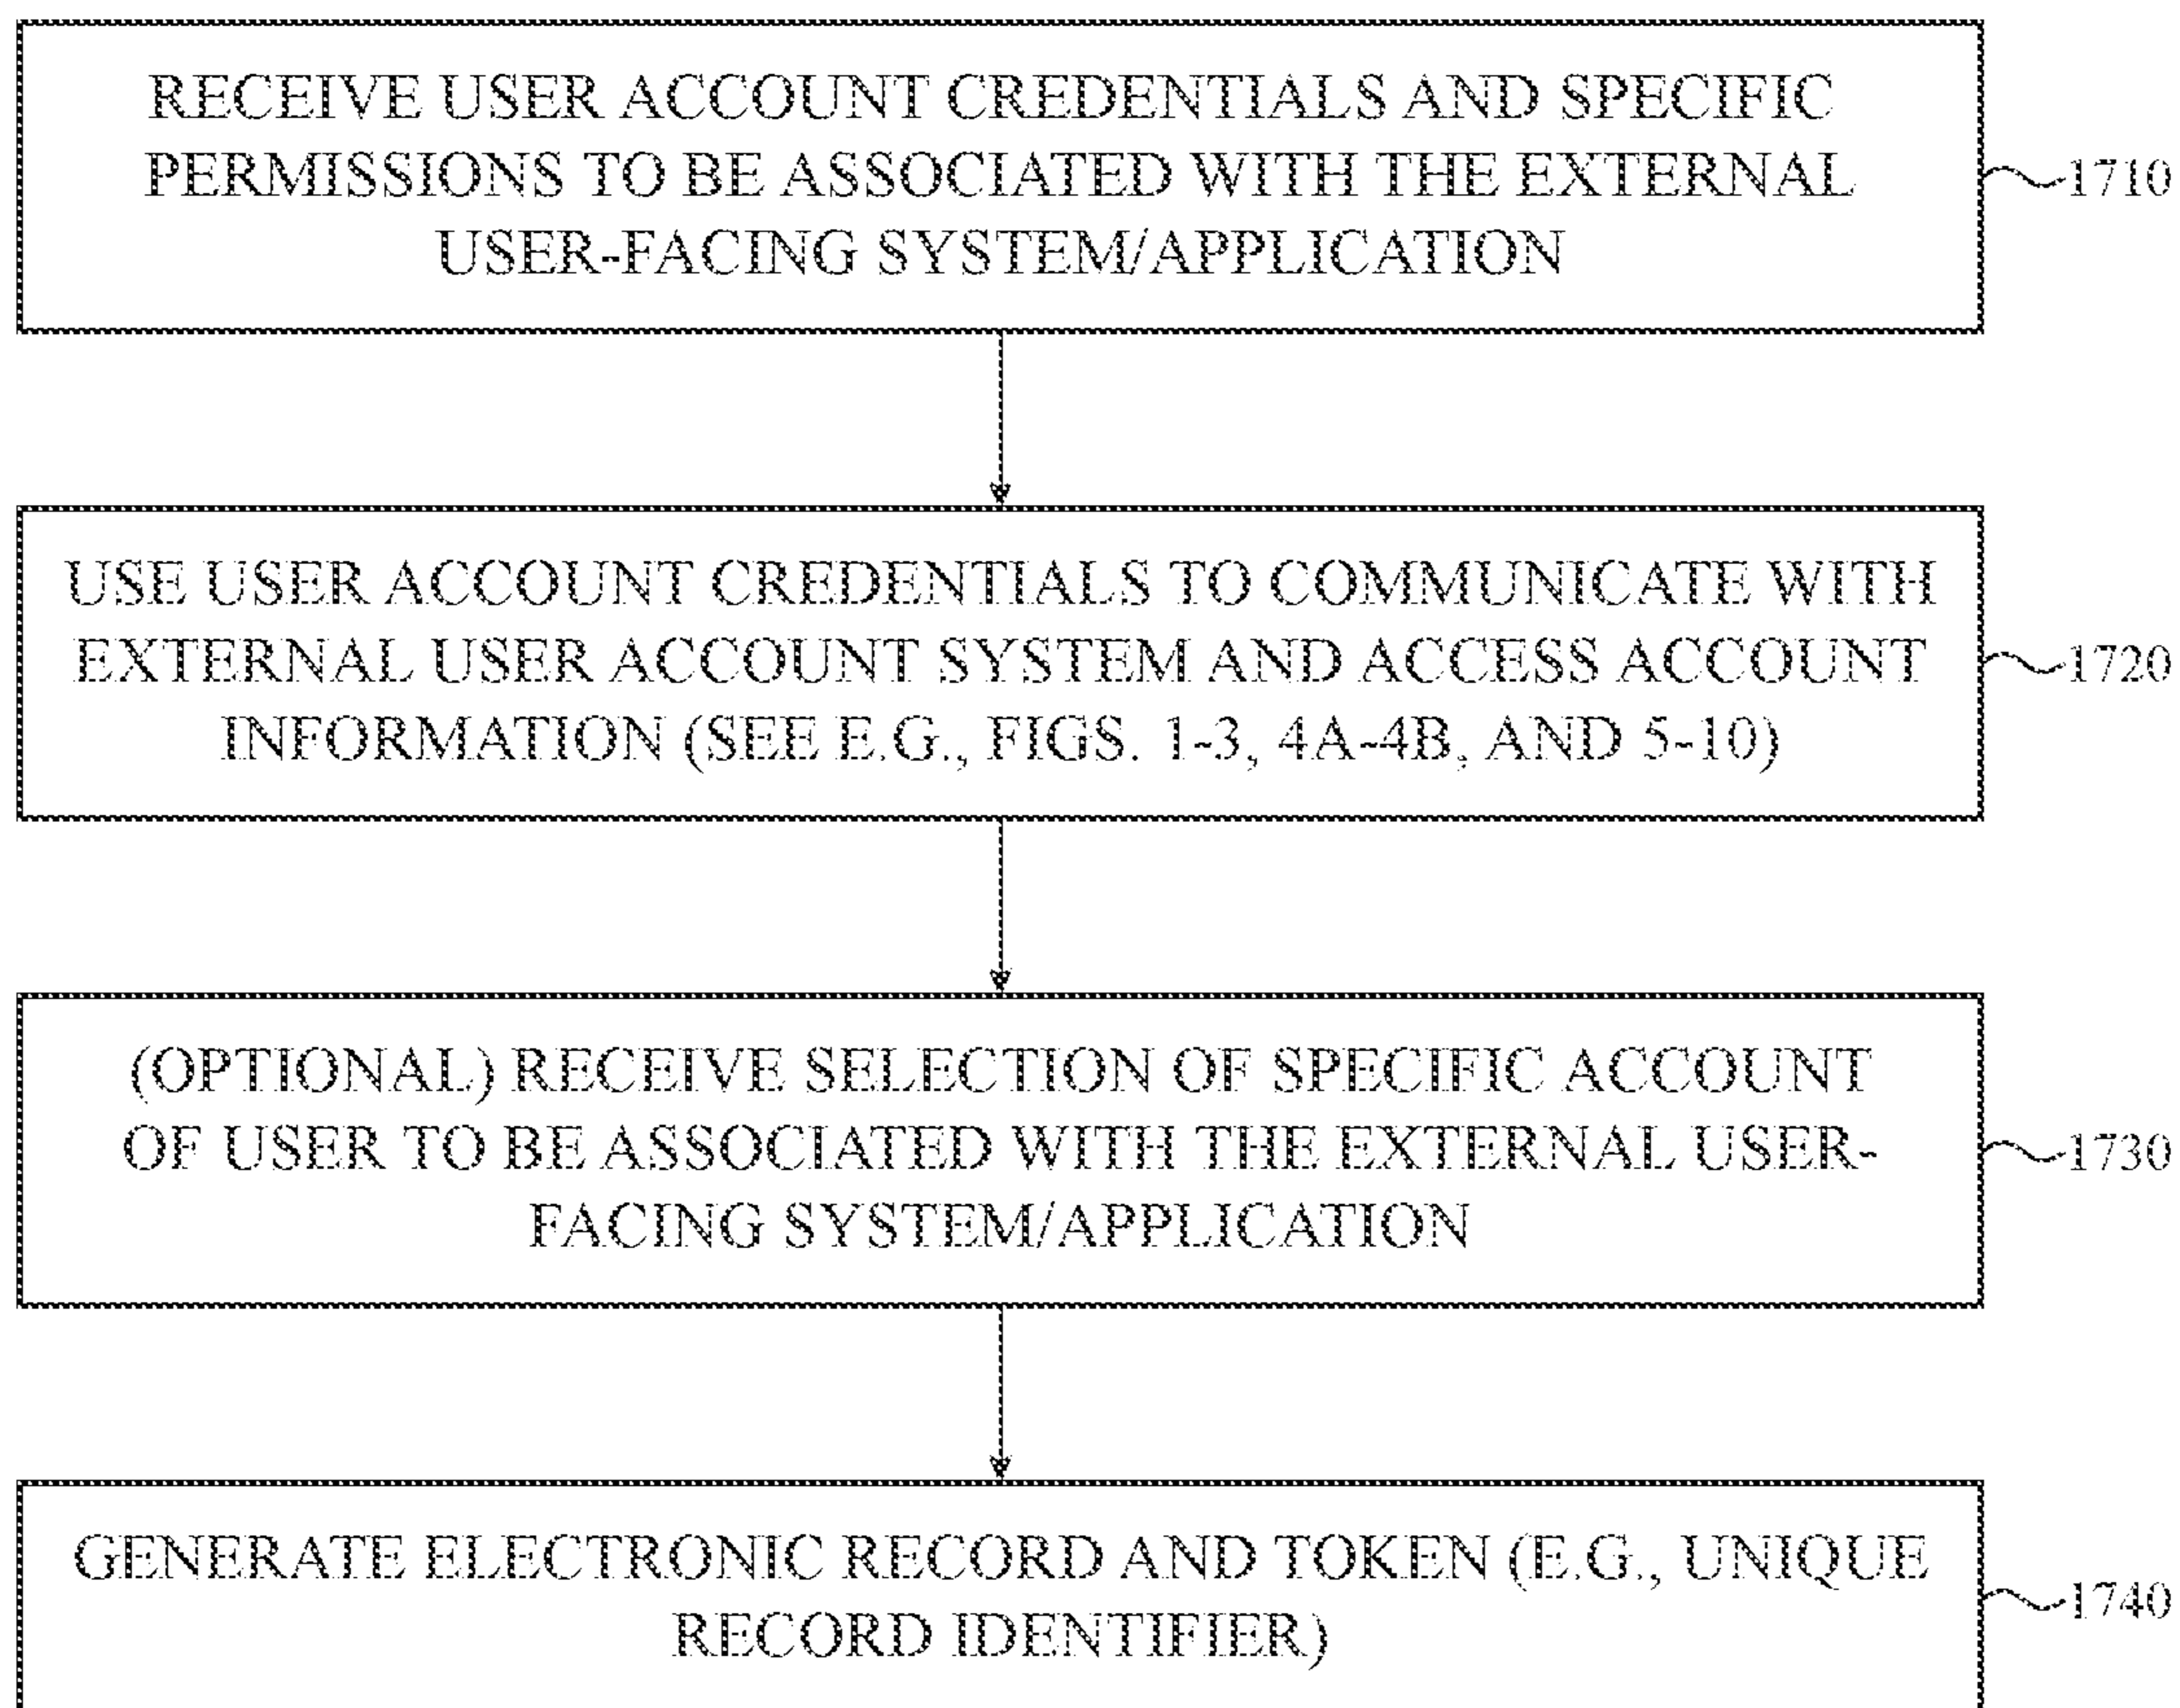 RECEIVE USER ACCOUNT CREDENTIALS AND SPECIFIC
PERMISSIONS TO BE ASSOCIATED WITH THE EXTERNAL
USER-FACING SYSTEM/APPLICATION
1710
USE USER ACCOUNT CREDENTIALS TO COMMUNICATE WITH
EXTERNAL USER ACCOUNT SYSTEM AND ACCESS ACCOUNT
INFORMATION (SEE E.G., FIGS. 1-3, 4A-4B, AND 5-10)
1720
(OPTIONAL) RECEIVE SELECTION OF SPECIFIC ACCOUNT
OF USER TO BE ASSOCIATED WITH THE EXTERNAL USER-
FACING SYSTEM/APPLICATION
1730
GENERATE ELECTRONIC RECORD AND TOKEN (E.G., UNIQUE
RECORD IDENTIFIER)
1740